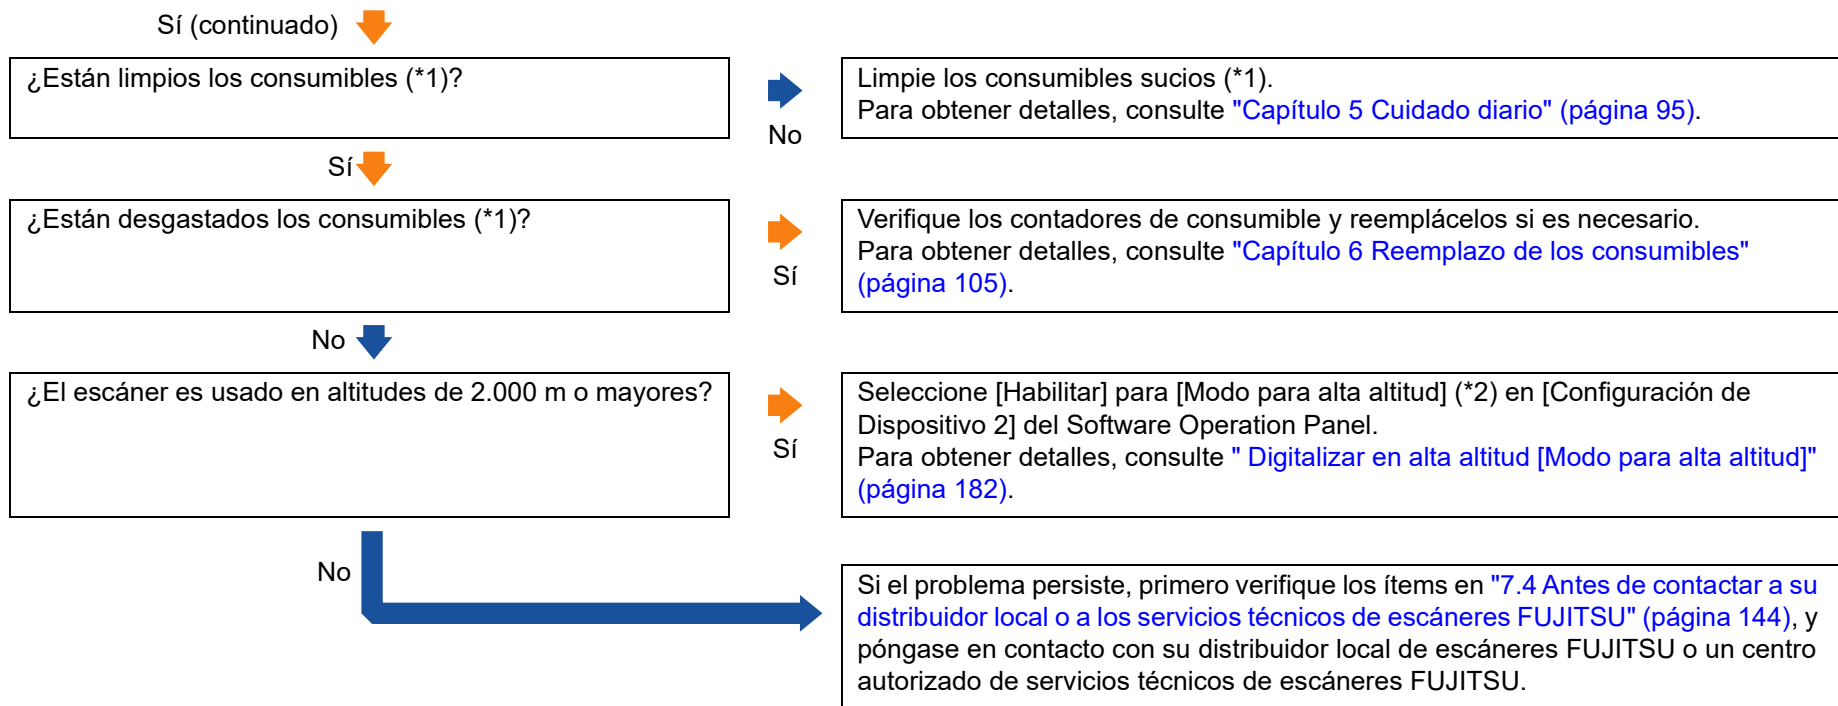 Sí (continuado)
¿Están limpios los consumibles (*1)?
No
Limpie los consumibles sucios (*1).
Para obtener detalles, consulte "Capítulo 5 Cuidado diario" (página 95).
Sí
¿Están desgastados los consumibles (*1)?
Sí
Verifique los contadores de consumible y reemplácelos si es necesario.
Para obtener detalles, consulte "Capítulo 6 Reemplazo de los consumibles"
(página 105).
No
¿El escáner es usado en altitudes de 2.000 m o mayores?
Sí
Seleccione [Habilitar] para [Modo para alta altitud] (*2) en [Configuración de
Dispositivo 2] del Software Operation Panel.
Para obtener detalles, consulte " Digitalizar en alta altitud [Modo para alta altitud]"
(página 182).
No
Si el problema persiste, primero verifique los ítems en "7.4 Antes de contactar a su
distribuidor local o a los servicios técnicos de escáneres FUJITSU" (página 144), y
póngase en contacto con su distribuidor local de escáneres FUJITSU o un centro
autorizado de servicios técnicos de escáneres FUJITSU.